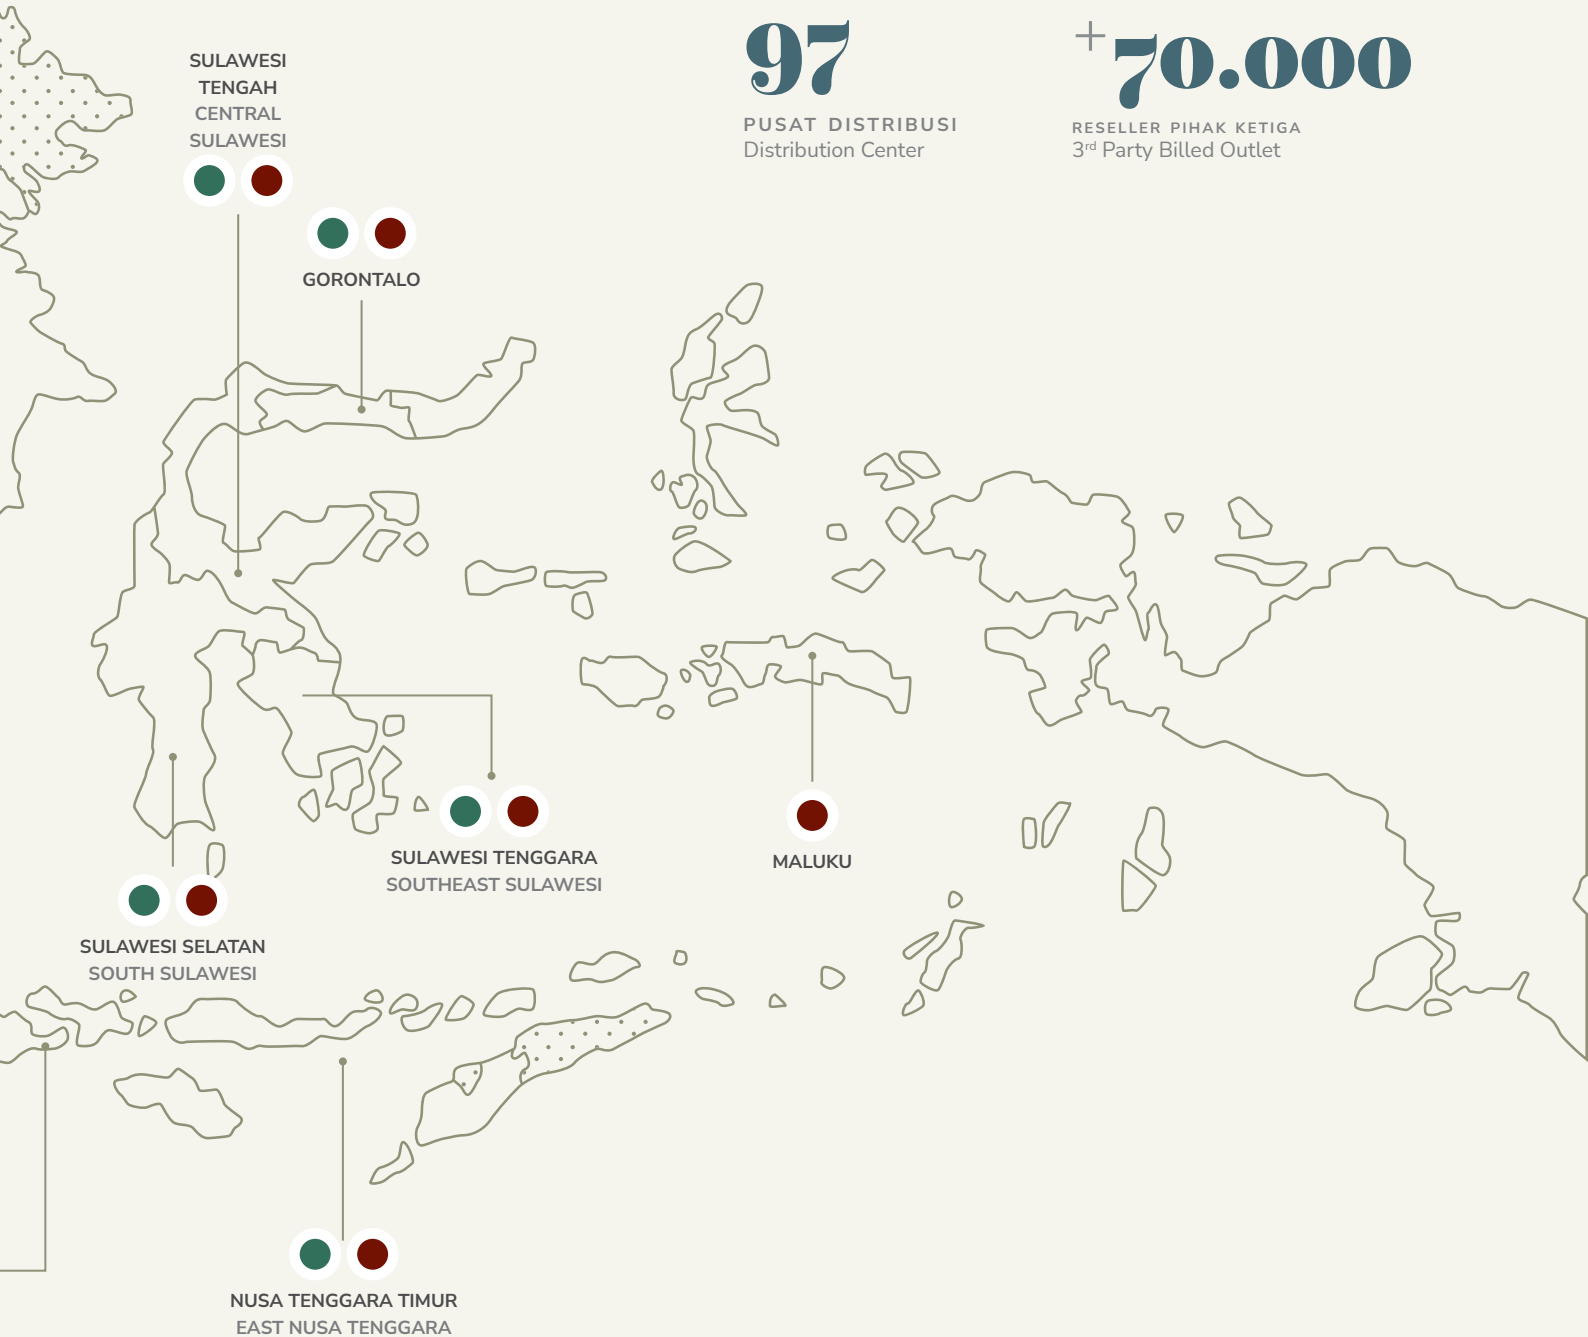 97
PUSAT DISTRIBUSI
Distribution Center
+70.000
RESELLER PIHAK KETIGA
3rd Party Billed Outlet
SULAWESI
TENGAH
CENTRAL
SULAWESI
GORONTALO
SULAWESI TENGGARA
SOUTHEAST SULAWESI
MALUKU
SULAWESI SELATAN
SOUTH SULAWESI
NUSA TENGGARA TIMUR
EAST NUSA TENGGARA